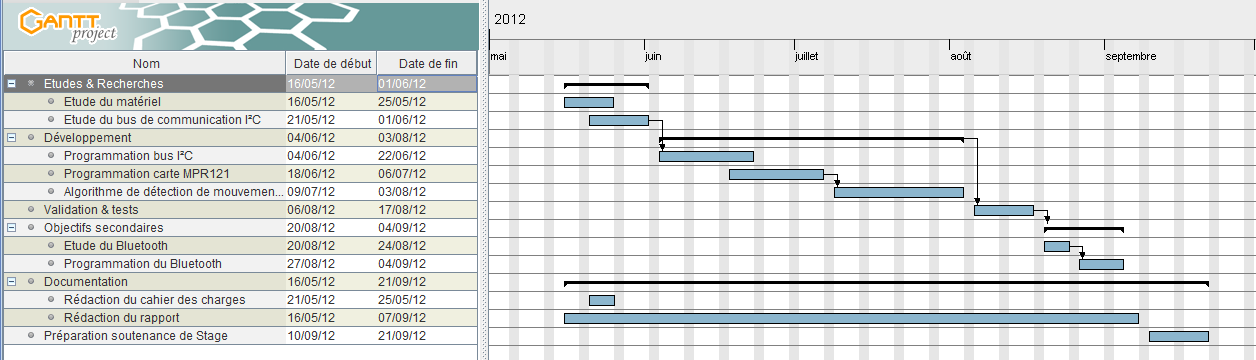 GANTT
project
2012
mai juin juillet août septembre
Nom Date de début Date de fin
Etudes & Recherches 16/05/12 01/06/12
Etude du matériel 16/05/12 25/05/12
Etude du bus de communication I²C 21/05/12 01/06/12
Développement 04/06/12 03/08/12
Programmation bus I²C 04/06/12 22/06/12
Programmation carte MPR121 18/06/12 06/07/12
Algorithme de détection de mouvemen... 09/07/12 03/08/12
Validation & tests 06/08/12 17/08/12
Objectifs secondaires 20/08/12 04/09/12
Etude du Bluetooth 20/08/12 24/08/12
Programmation du Bluetooth 27/08/12 04/09/12
Documentation 16/05/12 21/09/12
Rédaction du cahier des charges 21/05/12 25/05/12
Rédaction du rapport 16/05/12 07/09/12
Préparation soutenance de Stage 10/09/12 21/09/12